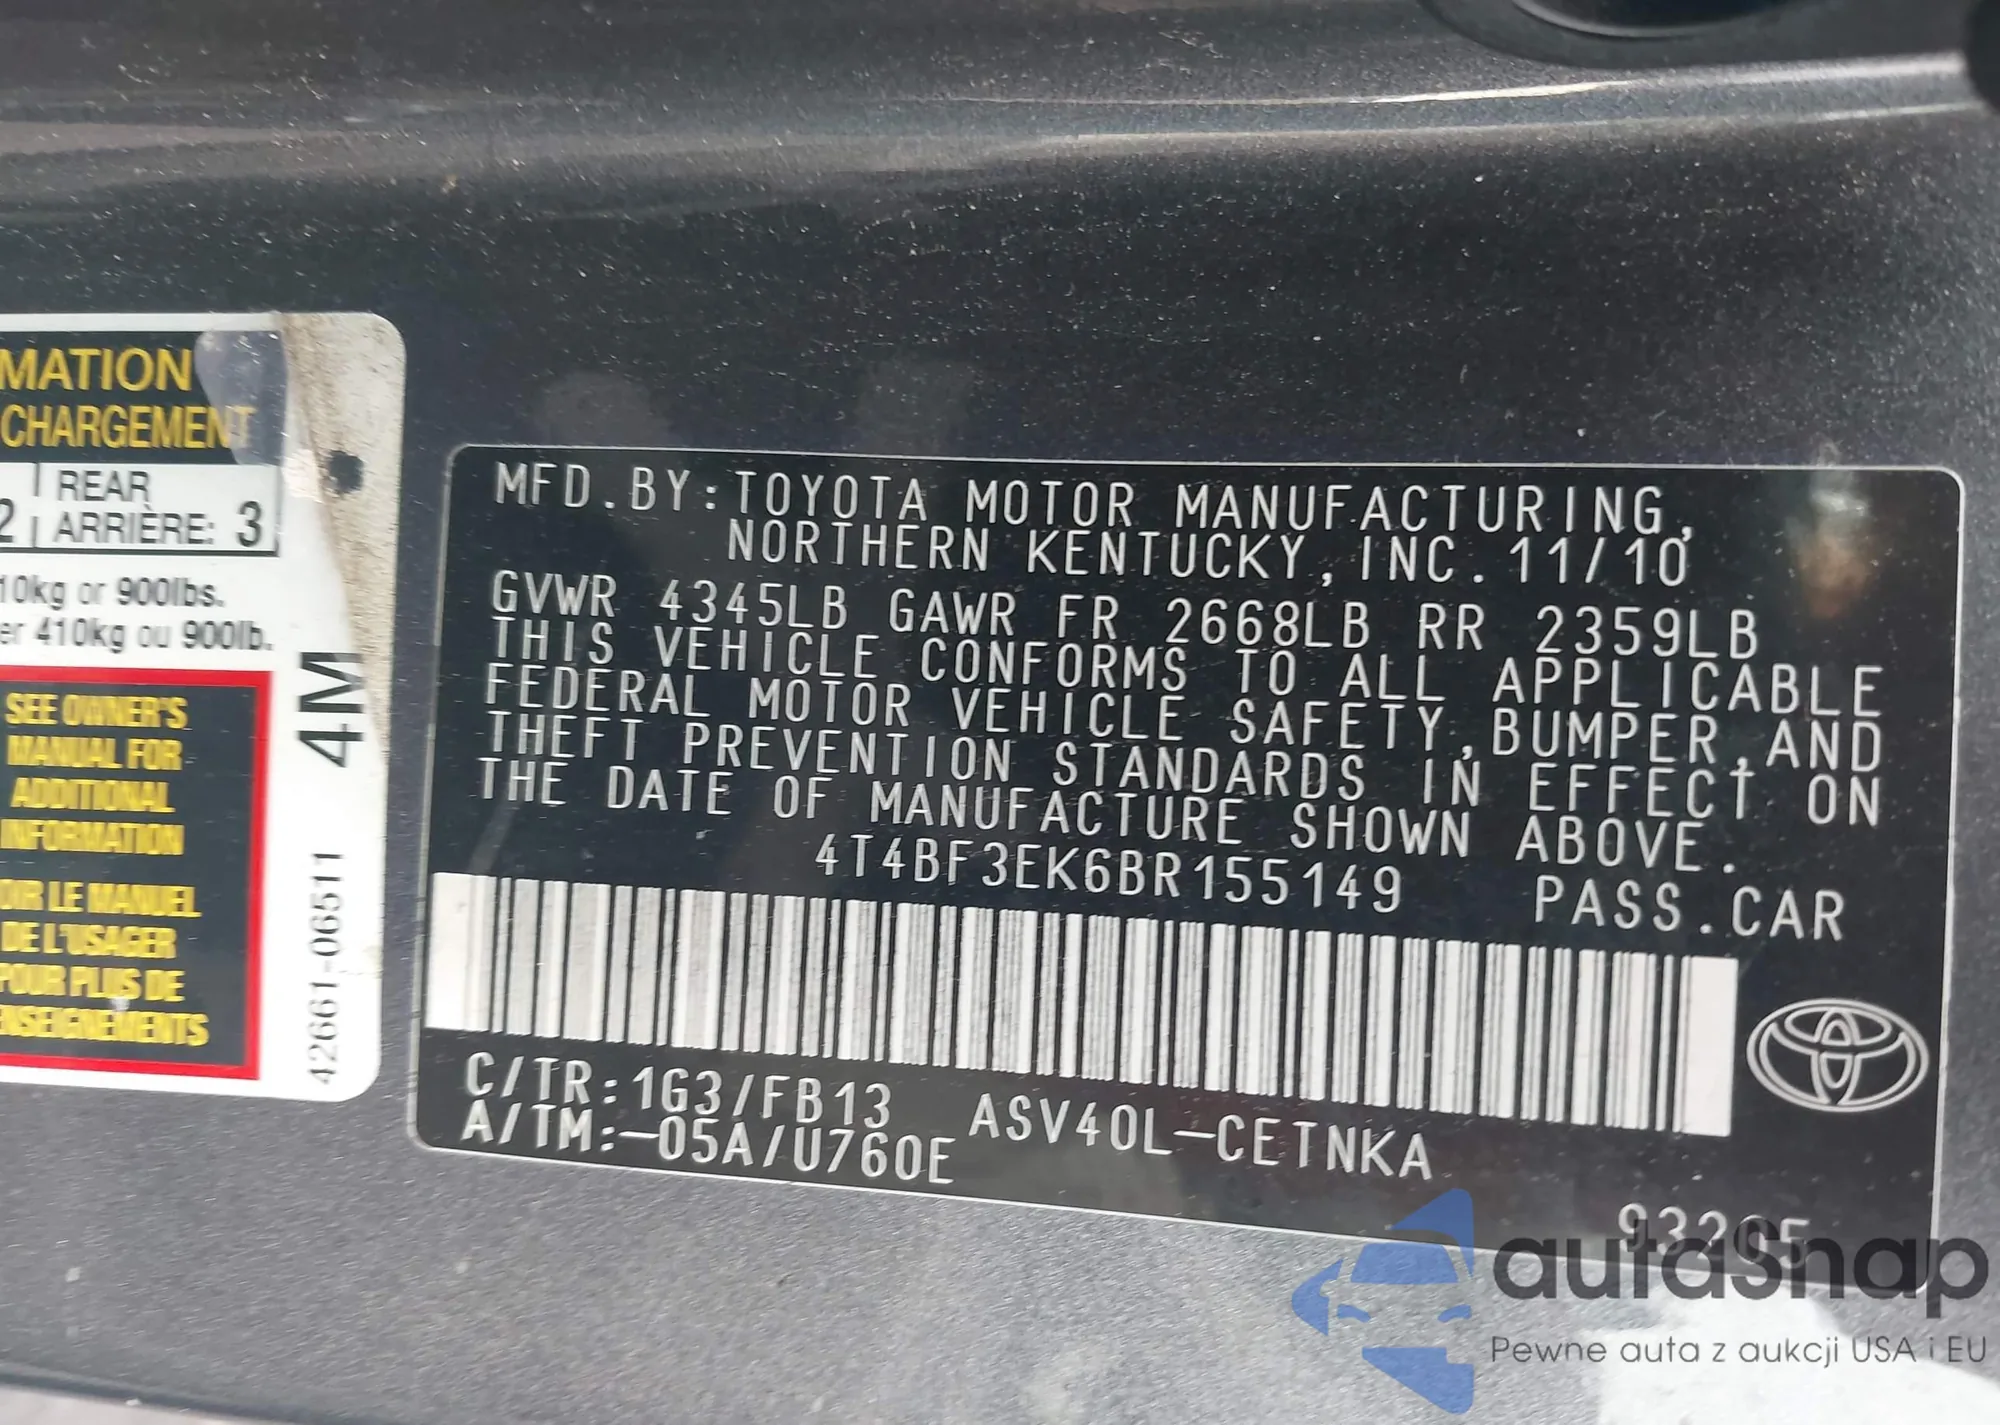 MATION
CHARGEMENT
REAR
2 ARRIÈRE: 3
10kg or 900lbs.
er 410kg ou 900lb.
SEE OWNER'S
MANUAL FOR
ADDITIONAL
INFORMATION
OIR LE MANUEL
DE L'USAGER
POUR PLUS DE
ENSEIGNEMENTS
4M
42661-06511
MFD.BY:TOYOTA MOTOR MANUFACTURING,
NORTHERN KENTUCKY,INC.11/10
GVWR 4345LB GAWR FR 2668LB RR 2359LB
THIS VEHICLE CONFORMS TO ALL APPLICABLE
FEDERAL MOTOR VEHICLE SAFETY,BUMPER,AND
THEFT PREVENTION STANDARDS IN EFFECT ON
THE DATE OF MANUFACTURE SHOWN ABOVE.
4T4BF3EK6BR155149 PASS.CAR
C/TR:1G3/FB13 ASV40L-CETNKA
A/TM:-05A/U760E
93205
autaSnap
Pewne auta z aukcji USA i EU